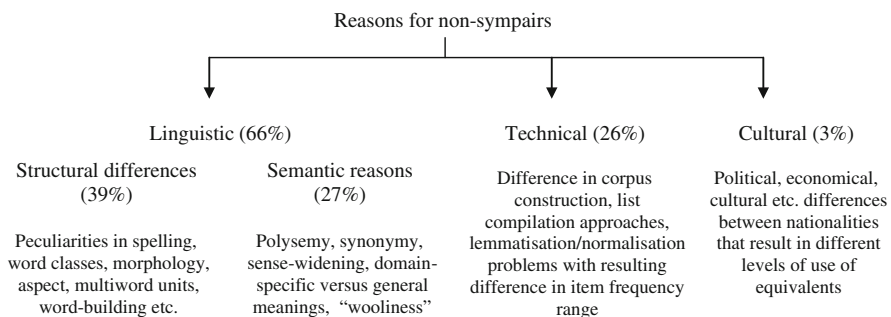 Reasons for non-sympairs
Linguistic (66%)
Technical (26%)
Cultural (3%)
Structural differences
(39%)
Semantic reasons
(27%)
Peculiarities in spelling,
word classes, morphology,
aspect, multiword units,
word-building etc.
Polysemy, synonymy,
sense-widening, domain-
specific versus general
meanings, “wooliness”
Difference in corpus
construction, list
compilation approaches,
lemmatisation/normalisation
problems with resulting
difference in item frequency
range
Political, economical,
cultural etc. differences
between nationalities
that result in different
levels of use of
equivalents